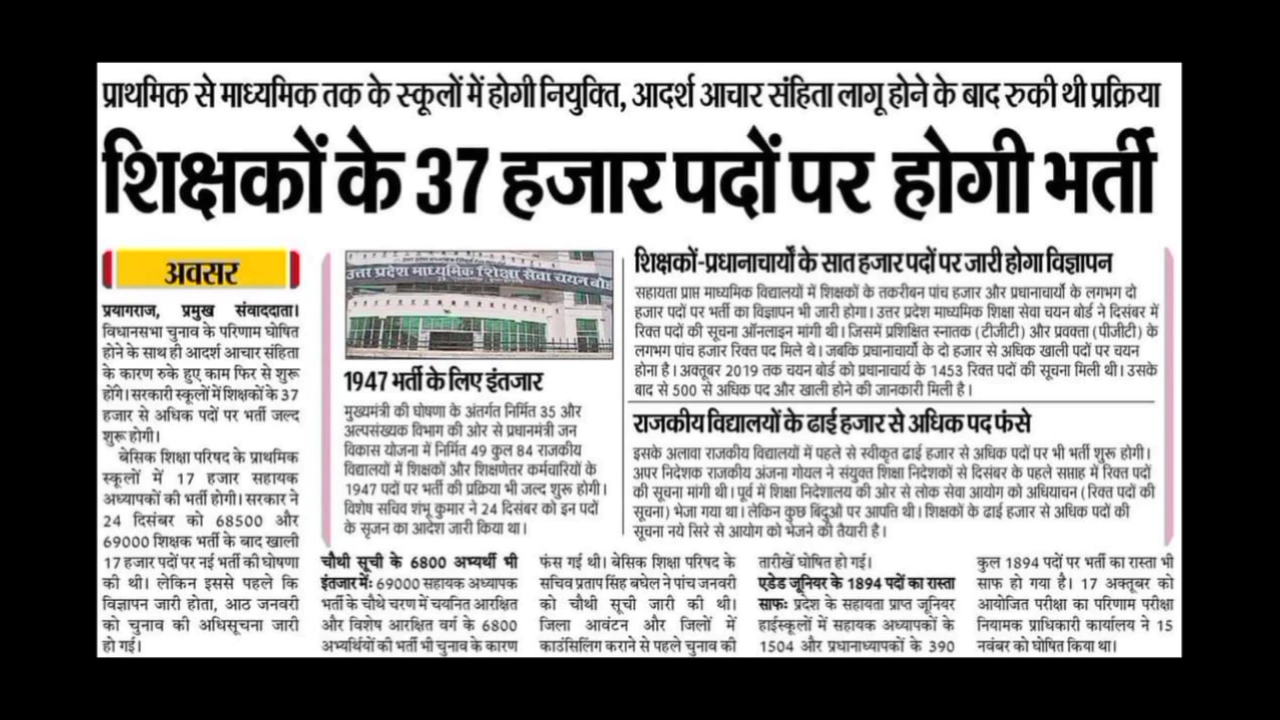 प्राथमिक से माध्यमिक तक के स्कूलों में होगी नियुक्ति, आदर्श आचार संहिता लागू होने के बाद रुकी थी प्रक्रिया
शिक्षकों के 37 हजार पदों पर होगी भर्ती
अवसर
प्रयागराज, प्रमुख संवाददाता।
विधानसभा चुनाव के परिणाम घोषित
होने के साथ ही आदर्श आचार संहिता
के कारण रुके हुए काम फिर से शुरू
होंगे। सरकारी स्कूलों में शिक्षकों के 37
हजार से अधिक पदों पर भर्ती जल्द
शुरू होगी।
बेसिक शिक्षा परिषद के प्राथमिक
स्कूलों में 17 हजार सहायक
अध्यापकों की भर्ती होगी। सरकार ने
24 दिसंबर को 68500 और
69000 शिक्षक भर्ती के बाद खाली
17 हजार पदों पर नई भर्ती की घोषणा
की थी। लेकिन इससे पहले कि
विज्ञापन जारी होता, आठ जनवरी
को चुनाव की अधिसूचना जारी
हो गई।
उत्तर प्रदेश माध्यमिक शिक्षा सेवा चयन बोर्ड
1947 भर्ती के लिए इंतजार
मुख्यमंत्री की घोषणा के अंतर्गत निर्मित 35 और
अल्पसंख्यक विभाग की ओर से प्रधानमंत्री जन
विकास योजना में निर्मित 49 कुल 84 राजकीय
विद्यालयों में शिक्षकों और शिक्षणेत्तर कर्मचारियों के
1947 पदों पर भर्ती की प्रक्रिया भी जल्द शुरू होगी।
विशेष सचिव शंभू कुमार ने 24 दिसंबर को इन पदों
के सृजन का आदेश जारी किया था।
शिक्षकों-प्रधानाचार्यों के सात हजार पदों पर जारी होगा विज्ञापन
सहायता प्राप्त माध्यमिक विद्यालयों में शिक्षकों के तकरीबन पांच हजार और प्रधानाचार्यो के लगभग दो
हजार पदों पर भर्ती का विज्ञापन भी जारी होगा। उत्तर प्रदेश माध्यमिक शिक्षा सेवा चयन बोर्ड ने दिसंबर में
रिक्त पदों की सूचना ऑनलाइन मांगी थी। जिसमें प्रशिक्षित स्नातक (टीजीटी) और प्रवक्ता (पीजीटी) के
लगभग पांच हजार रिक्त पद मिले थे। जबकि प्रधानाचार्यों के दो हजार से अधिक खाली पदों पर चयन
होना है। अक्तूबर 2019 तक चयन बोर्ड को प्रधानाचार्य के 1453 रिक्त पदों की सूचना मिली थी। उसके
बाद से 500 से अधिक पद और खाली होने की जानकारी मिली है।
राजकीय विद्यालयों के ढाई हजार से अधिक पद फंसे
इसके अलावा राजकीय विद्यालयों में पहले से स्वीकृत ढाई हजार से अधिक पदों पर भी भर्ती शुरू होगी।
अपर निदेशक राजकीय अंजना गोयल ने संयुक्त शिक्षा निदेशकों से दिसंबर के पहले सप्ताह में रिक्त पदों
की सूचना मांगी थी। पूर्व में शिक्षा निदेशालय की ओर से लोक सेवा आयोग को अधियाचन (रिक्त पदों की
सूचना) भेजा गया था। लेकिन कुछ बिंदुओं पर आपत्ति थी। शिक्षकों के ढाई हजार से अधिक पदों की
सूचना नये सिरे से आयोग को भेजने की तैयारी है।
चौथी सूची के 6800 अभ्यर्थी भी
इंतजार में: 69000 सहायक अध्यापक
भर्ती के चौथे चरण में चयनित आरक्षित
और विशेष आरक्षित वर्ग के 6800
अभ्यर्थियों की भर्ती भी चुनाव के कारण
फंस गई थी। बेसिक शिक्षा परिषद के
सचिव प्रताप सिंह बघेल ने पांच जनवरी
को चौथी सूची जारी की थी।
जिला आवंटन और जिलों में
काउंसिलिंग कराने से पहले चुनाव की
तारीखें घोषित हो गई।
एडेड जूनियर के 1894 पदों का रास्ता
साफ: प्रदेश के सहायता प्राप्त जूनियर
हाईस्कूलों में सहायक अध्यापकों के
1504 और प्रधानाध्यापकों के 390
कुल 1894 पदों पर भर्ती का रास्ता भी
साफ हो गया है। 17 अक्तूबर को
आयोजित परीक्षा का परिणाम परीक्षा
नियामक प्राधिकारी कार्यालय ने 15
नवंबर को घोषित किया था।